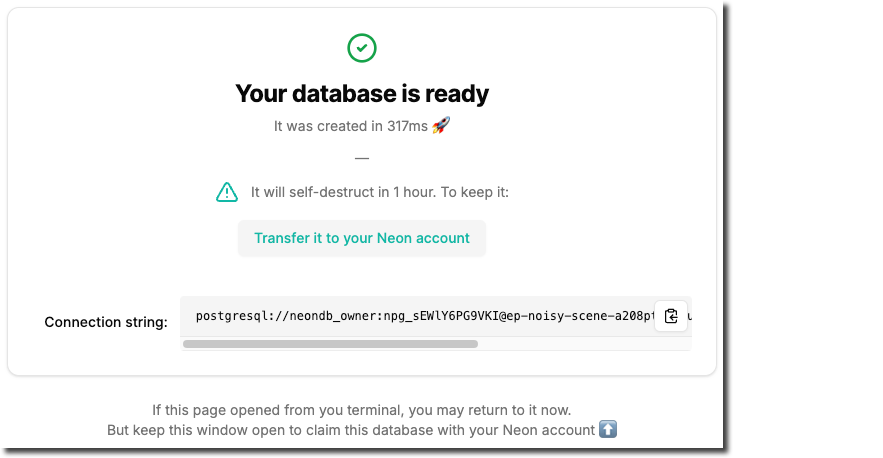 Your database is ready
It was created in 317ms 🚀
—
It will self-destruct in 1 hour. To keep it:
Transfer it to your Neon account
Connection string: postgresql://neondb_owner:npg_sEWlY6PG9VKI@ep-noisy-scene-a208pt
If this page opened from you terminal, you may return to it now.
But keep this window open to claim this database with your Neon account ⬆️